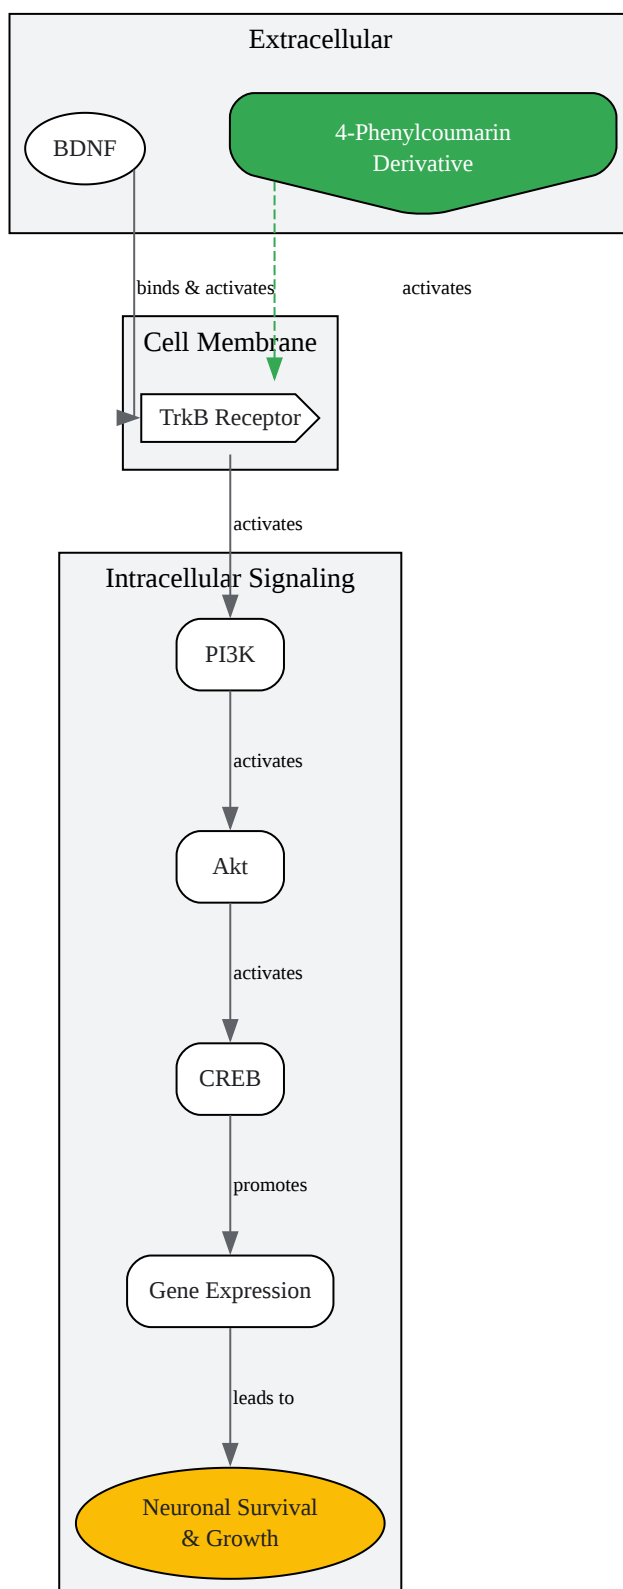 Extracellular
BDNF
4-Phenylcoumarin
Derivative
binds & activates
activates
Cell Membrane
TrkB Receptor
activates
Intracellular Signaling
PI3K
activates
Akt
activates
CREB
promotes
Gene Expression
leads to
Neuronal Survival
& Growth